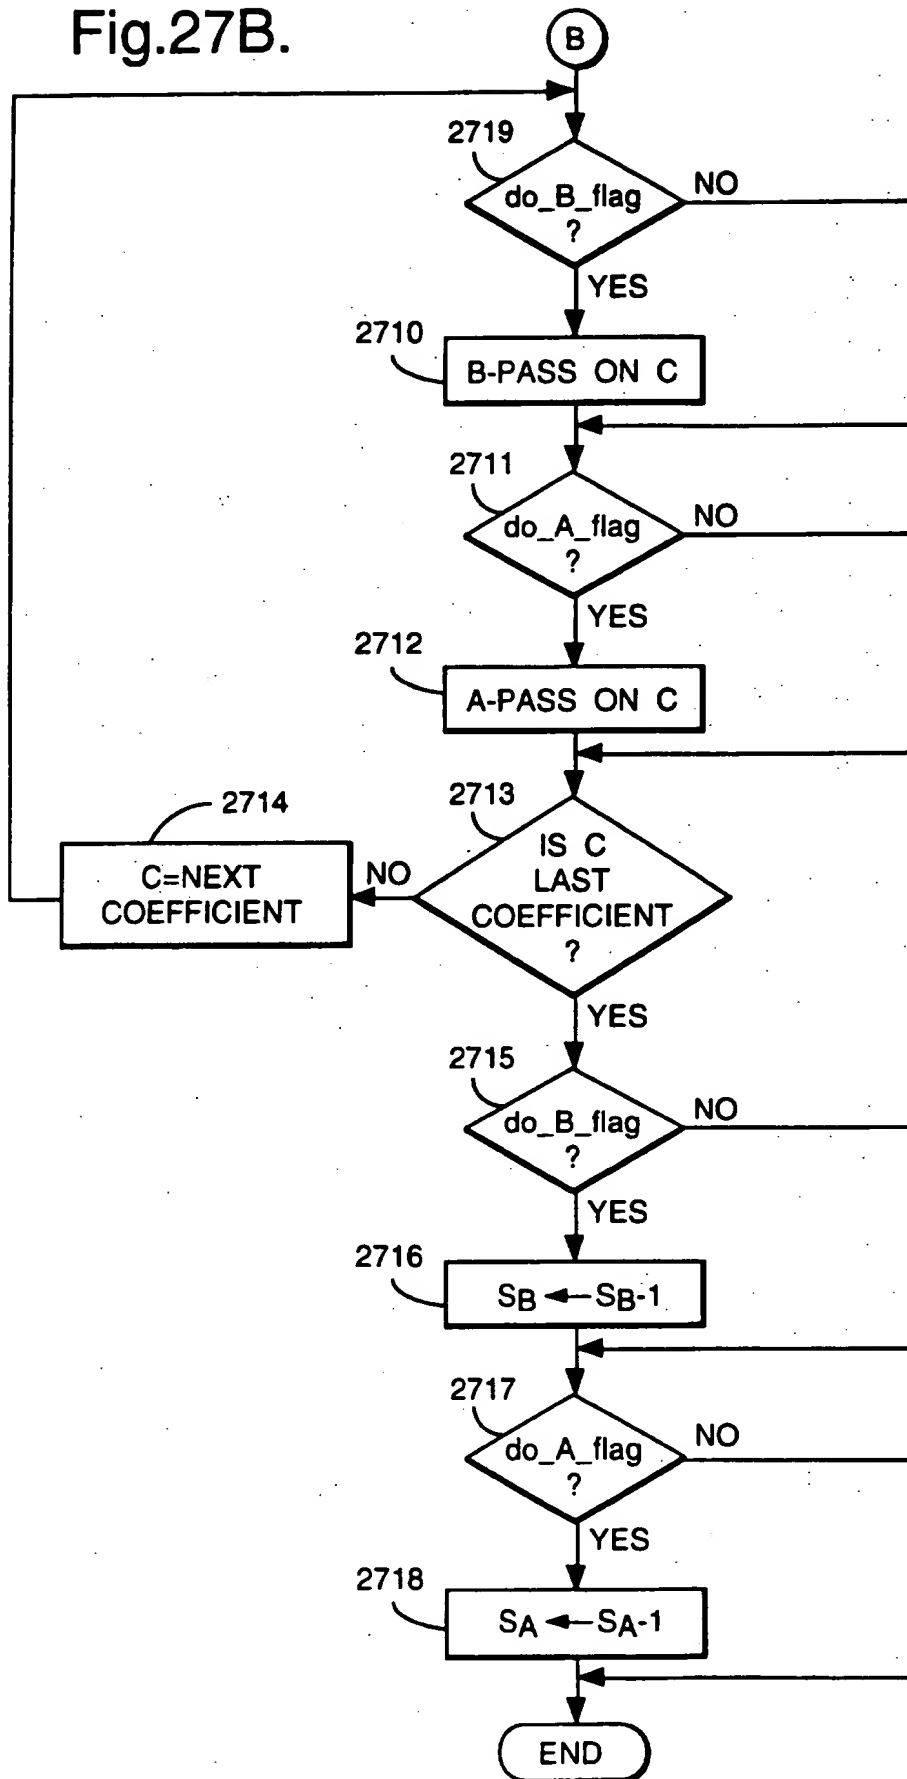 Fig.27B.
B
2719
do_B_flag
?
NO
YES
2710
B-PASS ON C
2711
do_A_flag
?
NO
YES
2712
A-PASS ON C
2713
IS C
LAST
COEFFICIENT
?
NO
2714
C=NEXT
COEFFICIENT
YES
2715
do_B_flag
?
NO
YES
2716
SB ← SB-1
2717
do_A_flag
?
NO
YES
2718
SA ← SA-1
END